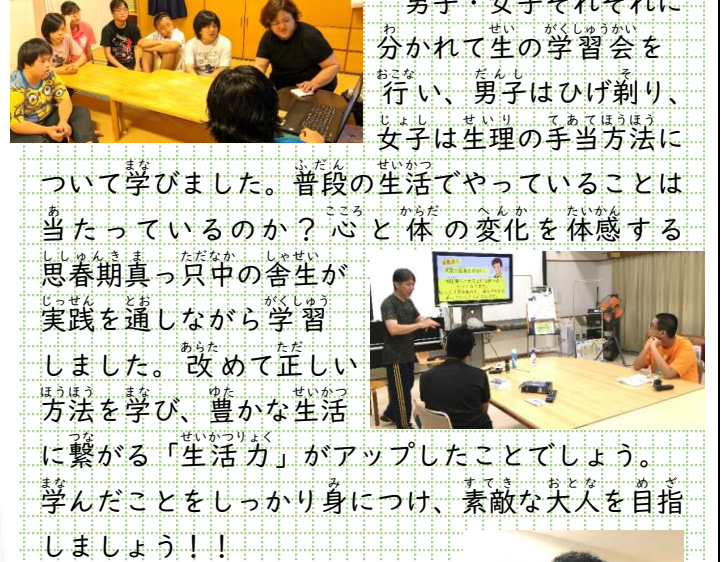 男子・女子それぞれに
分かれて生の学習会を
行い、男子はひげ剃り、
女子は生理の手当方法に
ついて学びました。普段の生活でやっていることは
当たっているのか？心と体の変化を体感する
思春期真っ只中の舎生が
実践を通しながら学習
しました。改めて正しい
方法を学び、豊かな生活
に繋がる「生活力」がアップしたことでしょう。
学んだことをしっかり身につけ、素敵な大人を目指
しましょう！！